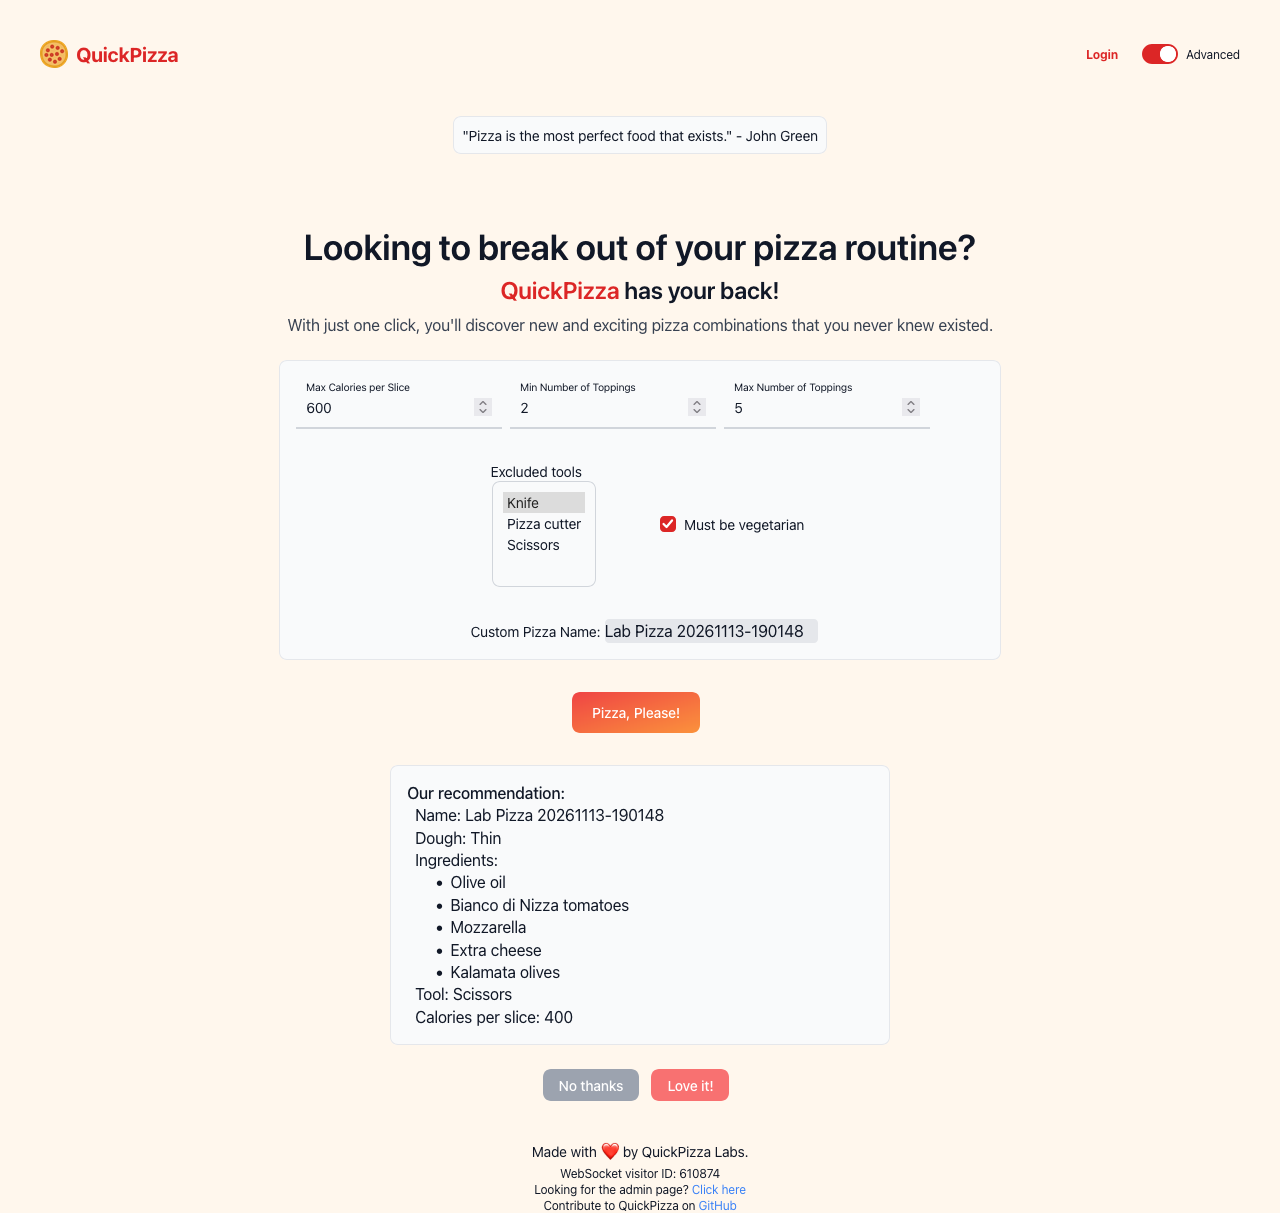 QuickPizza
Login
Advanced
"Pizza is the most perfect food that exists." - John Green
Looking to break out of your pizza routine?
QuickPizza has your back!
With just one click, you'll discover new and exciting pizza combinations that you never knew existed.
Max Calories per Slice
600
Min Number of Toppings
2
Max Number of Toppings
5
Excluded tools
Knife
Pizza cutter
Scissors
Must be vegetarian
Custom Pizza Name: Lab Pizza 20261113-190148
Pizza, Please!
Our recommendation:
Name: Lab Pizza 20261113-190148
Dough: Thin
Ingredients:
• Olive oil
• Bianco di Nizza tomatoes
• Mozzarella
• Extra cheese
• Kalamata olives
Tool: Scissors
Calories per slice: 400
No thanks
Love it!
Made with ❤️ by QuickPizza Labs.
WebSocket visitor ID: 610874
Looking for the admin page? Click here
Contribute to QuickPizza on GitHub